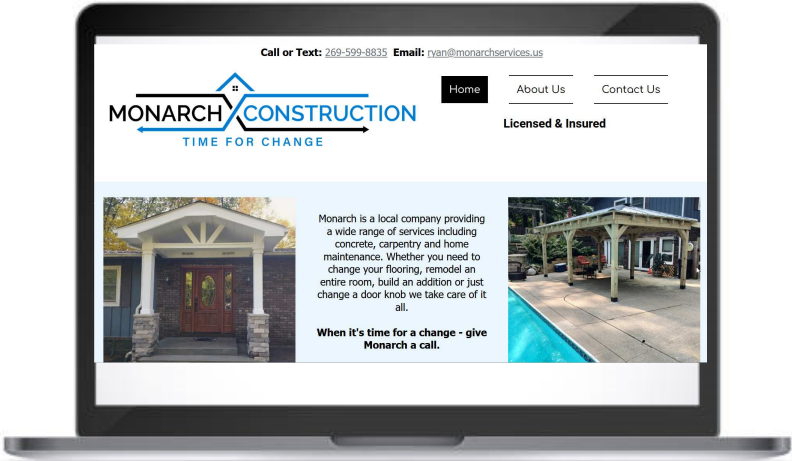 Call or Text: 269-599-8835 Email: ryan@monarchservices.us
MONARCH CONSTRUCTION
TIME FOR CHANGE
Home About Us Contact Us
Licensed & Insured
Monarch is a local company providing
a wide range of services including
concrete, carpentry and home
maintenance. Whether you need to
change your flooring, remodel an
entire room, build an addition or just
change a door knob we take care of it
all.
When it's time for a change - give
Monarch a call.